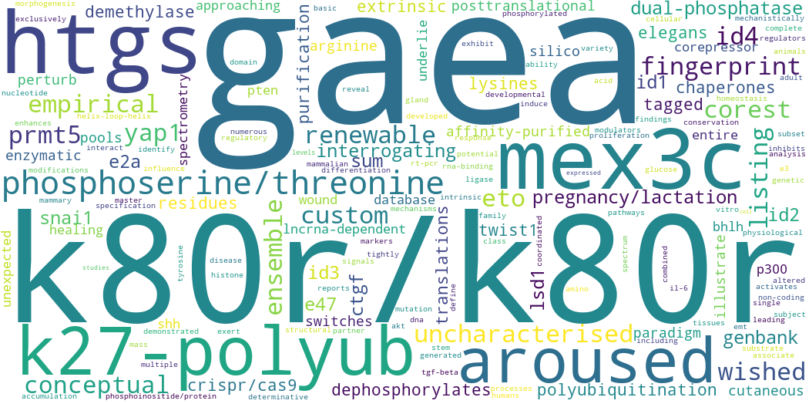 morphogenesis exclusively approaching extrinsic posttranslational basic phosphorylated cellular mechanistically
demethylase dual-phosphatase
htgs gaea
arginine underlie exhibit ability variety silico elegans id4 regulators complete animals
domain reveal acid corepressor
perturb purification pten lysines id1 fingerprint adult
nucleotide gland developmental induce chaperones homeostasis
empirical spectrometry developed tagged corest
enhances helix-loop-helix numerous regulatory affinity-purified response modulators findings conservation
prmt5 pools yap1 renewable proliferation entire subset
interact identify levels rt-pcr potential inhibits
enzymatic e2a interrogating mex3c listing analysis
modifications influence mammalian sum database rna-binding glucose e3
differentiation ligase expressed genetic
phosphoserine/threonine intrinsic eto pregnancy/lactation
mammary master residues wound custom mechanisms family pathways vitro rat id2
specification snai1 ensemble class twist1 bhlh physiological
healing lncrna-dependent translations signals spectrum lsd1 coordinated combined p300
unexpected markers tightly altered
k80r/k80r
tyrosine disease id3 ctgf define amino il-6 illustrate non-coding activates
studies histone reports e47 mutation dna single
shh switches akt tissues subject
demonstrated exert structural partner uncharacterised paradigm emt leading
k27-polyub mass including genbank
multiple stem generated aroused substrate associate
conceptual crispr/cas9 tgf-beta wished
accumulation phosphoinositide/protein determinative dephosphorylates processes humans polyubiquitination cutaneous